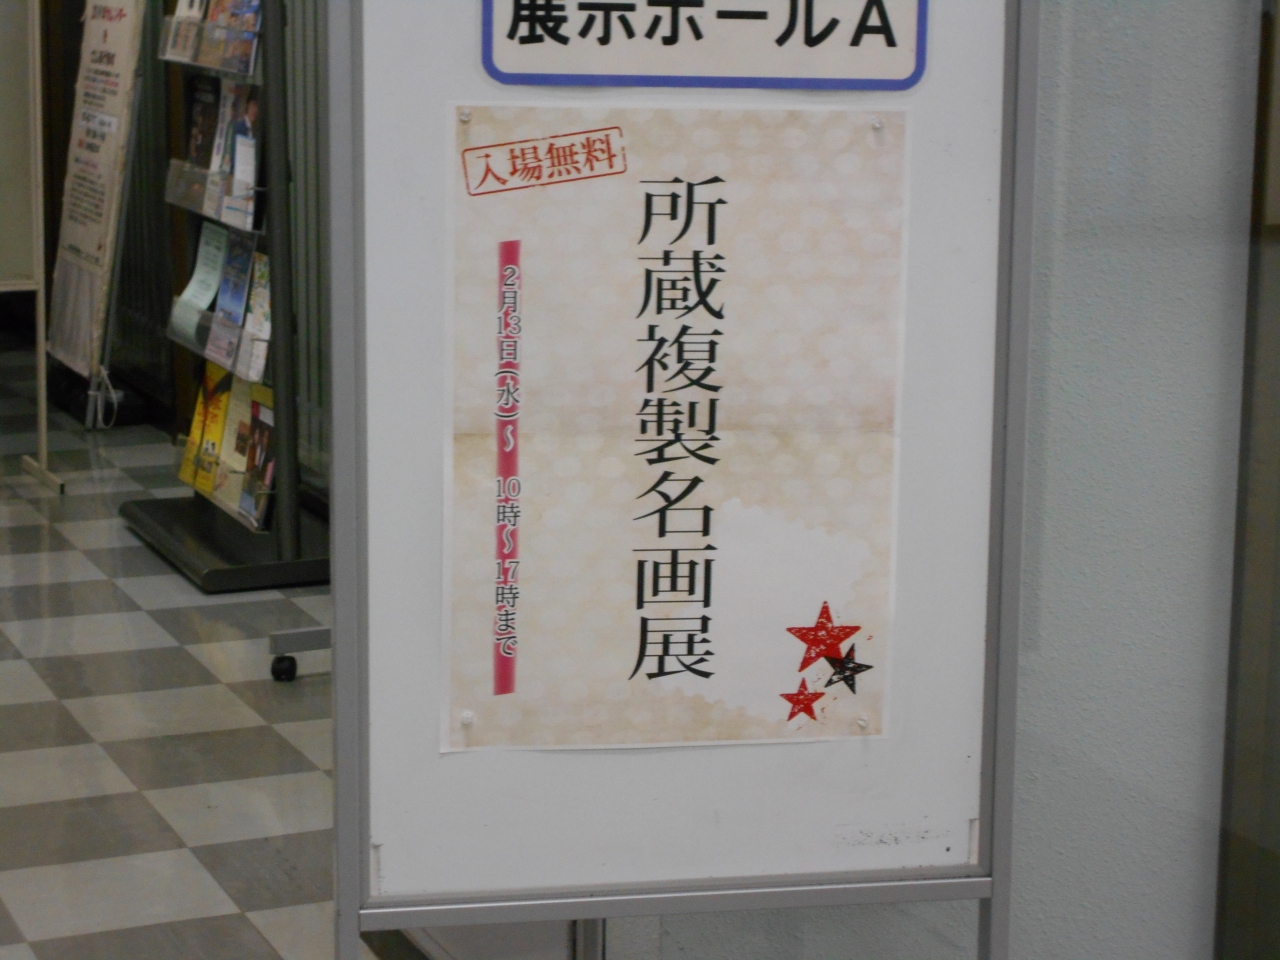 展示ホールA
入場無料
所蔵複製名画展
2月13日(水)～ 10時～17時まで